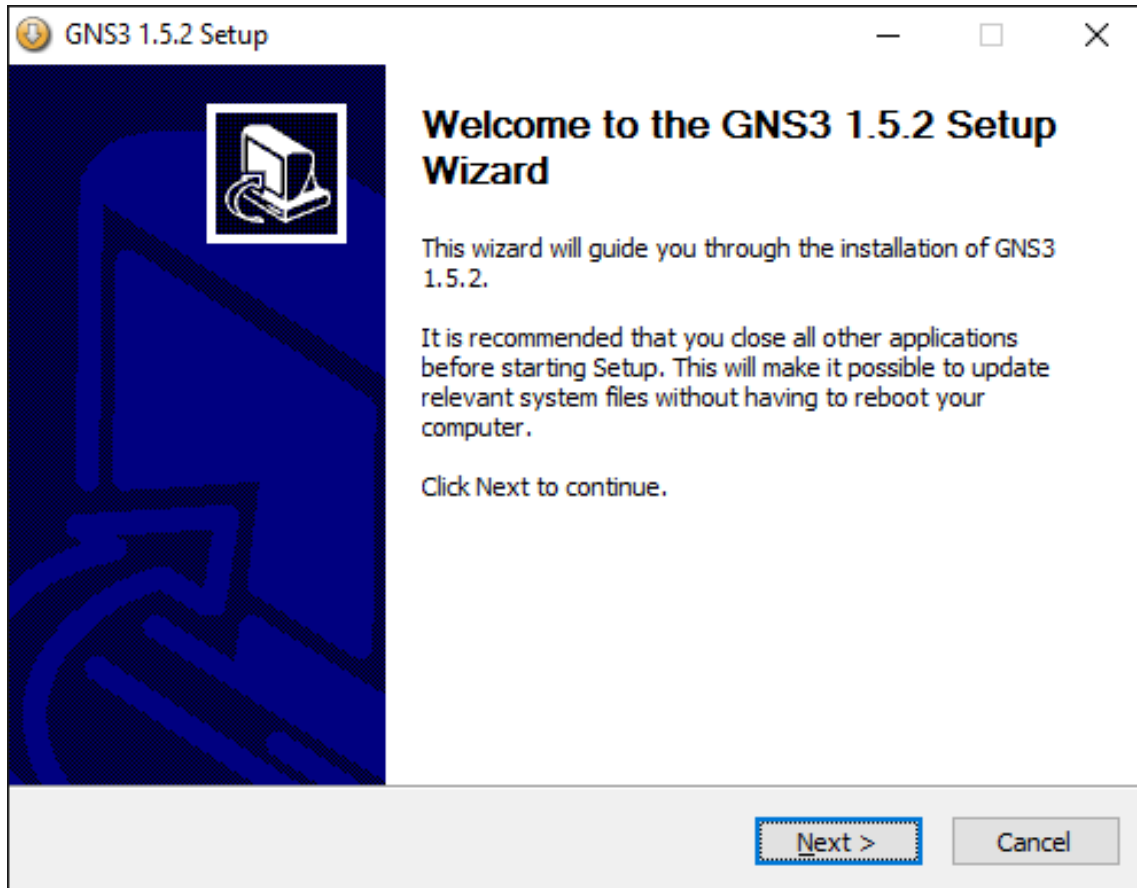 GNS3 1.5.2 Setup
Welcome to the GNS3 1.5.2 Setup
Wizard
This wizard will guide you through the installation of GNS3
1.5.2.
It is recommended that you close all other applications
before starting Setup. This will make it possible to update
relevant system files without having to reboot your
computer.
Click Next to continue.
Next >
Cancel